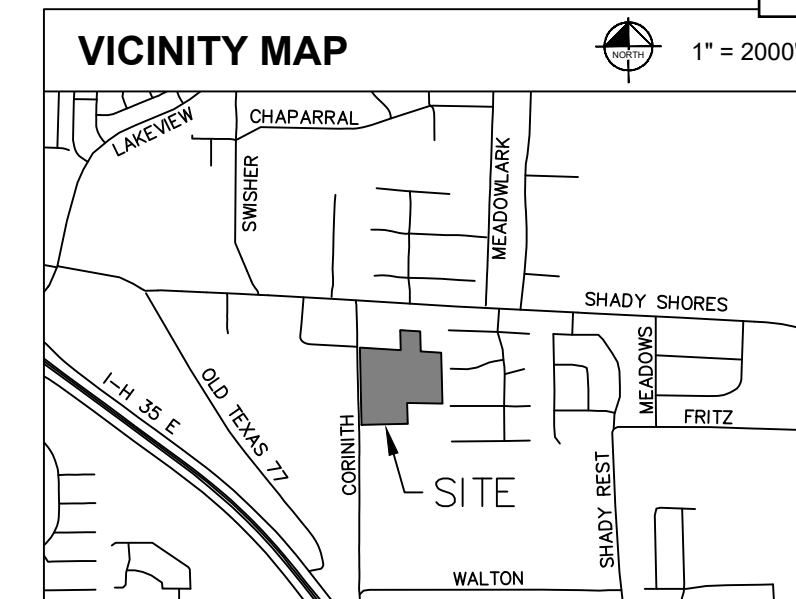 VICINITY MAP
NORTH
1" = 2000'
LAKEVIEW
CHAPARRAL
SWISHER
MEADOWLARK
SHADY SHORES
I-H 35 E
OLD TEXAS 77
CORINITH
MEADOWS
FRITZ
SITE
SHADY REST
WALTON